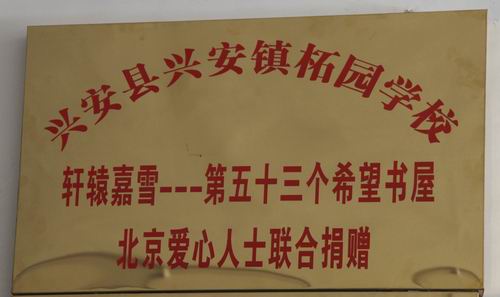 兴安县兴安镇柘园学校
轩辕嘉雪---第五十三个希望书屋
北京爱心人士联合捐赠